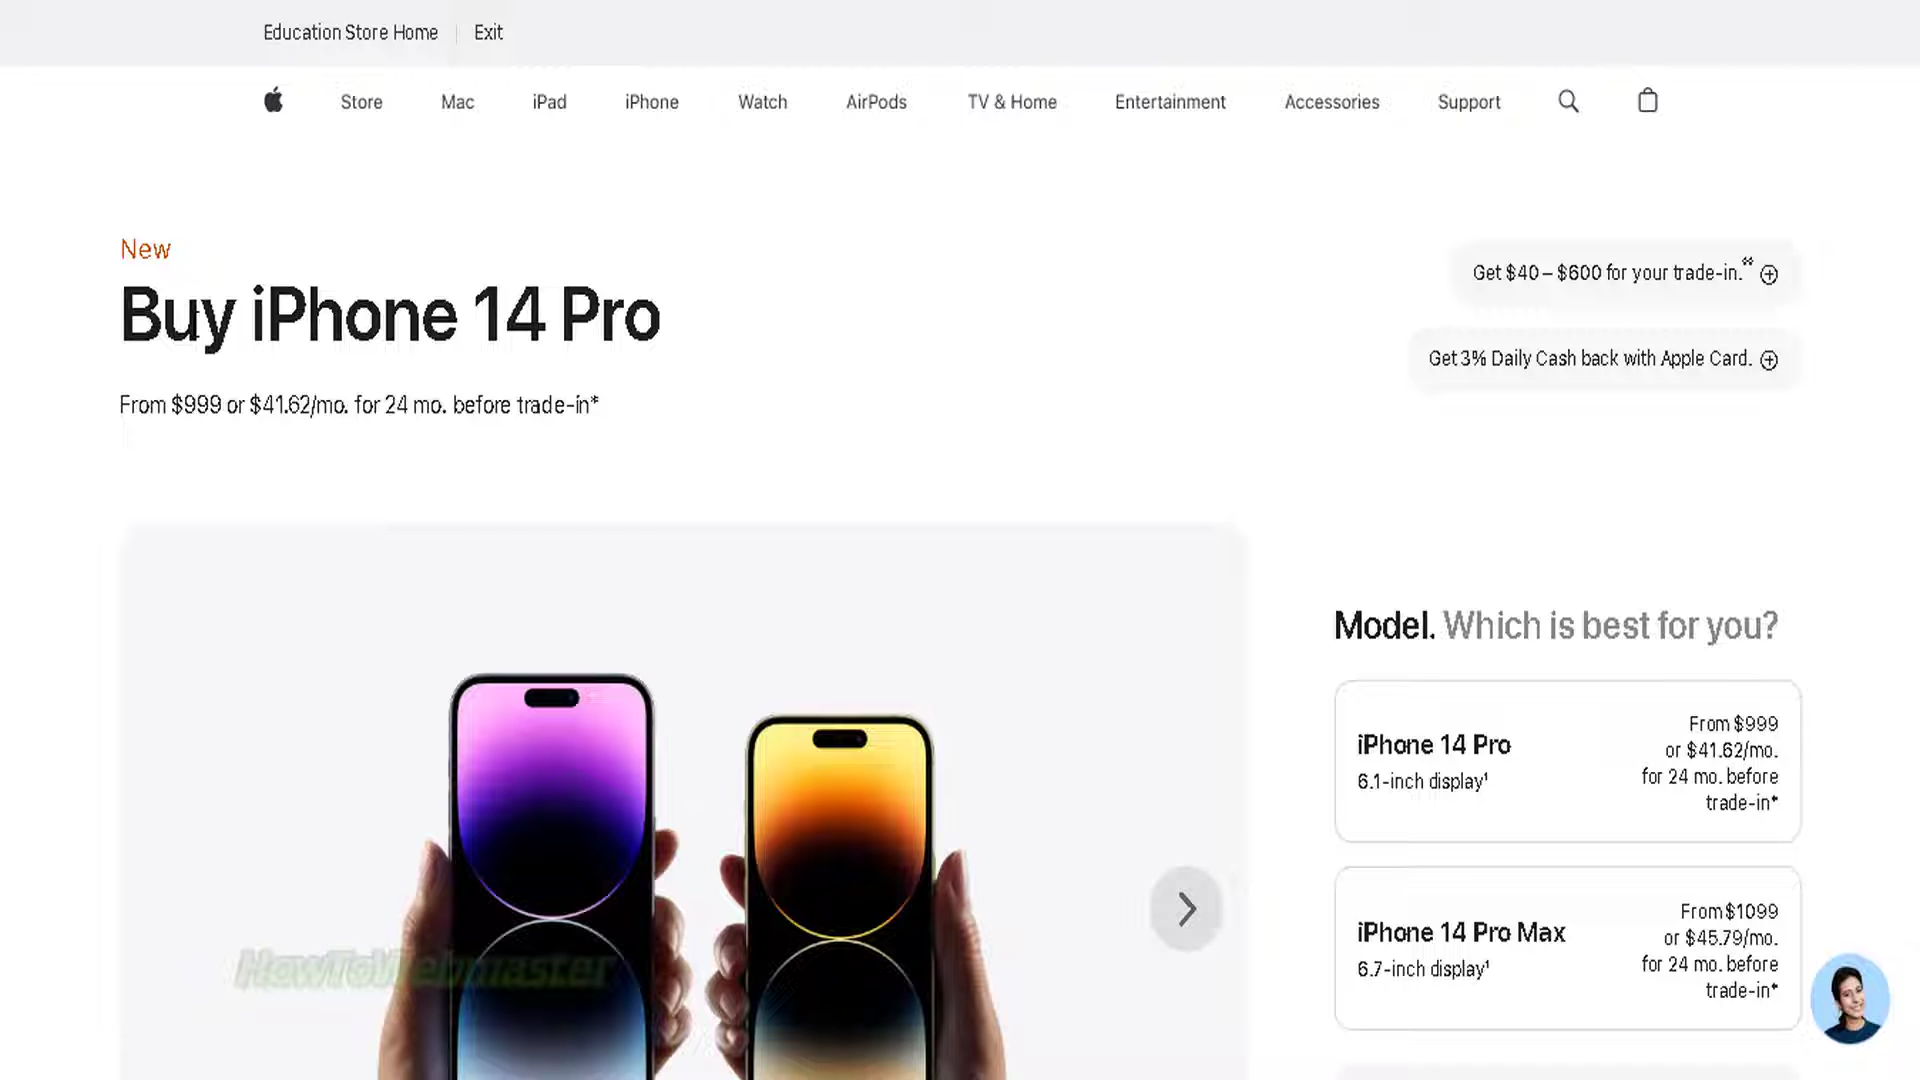 Education Store Home
Exit
Store
Mac
iPad
iPhone
Watch
AirPods
TV & Home
Entertainment
Accessories
Support
New
Buy iPhone 14 Pro
From $999 or $41.62/mo. for 24 mo. before trade-in*
Get $40 – $600 for your trade-in.**
Get 3% Daily Cash back with Apple Card.
Model. Which is best for you?
iPhone 14 Pro
6.1-inch display¹
From $999
or $41.62/mo.
for 24 mo. before
trade-in*
iPhone 14 Pro Max
6.7-inch display¹
From $1099
or $45.79/mo.
for 24 mo. before
trade-in*
HowToWebmaster